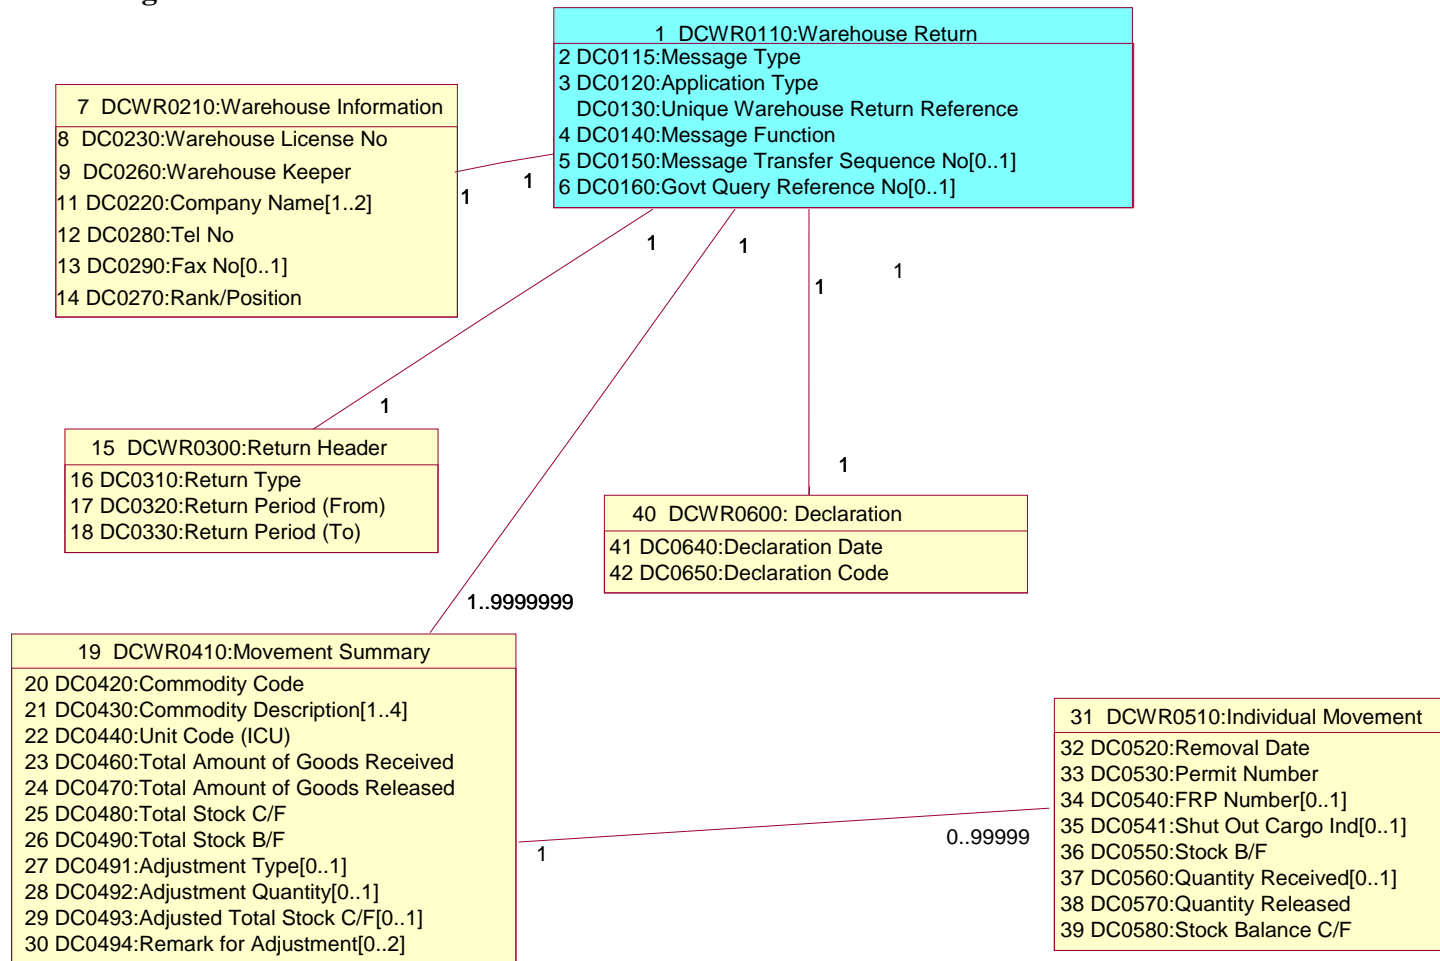 g
1 DCWR0110:Warehouse Return
2 DC0115:Message Type
3 DC0120:Application Type
DC0130:Unique Warehouse Return Reference
4 DC0140:Message Function
5 DC0150:Message Transfer Sequence No[0..1]
6 DC0160:Govt Query Reference No[0..1]
7 DCWR0210:Warehouse Information
8 DC0230:Warehouse License No
9 DC0260:Warehouse Keeper
11 DC0220:Company Name[1..2]
12 DC0280:Tel No
13 DC0290:Fax No[0..1]
14 DC0270:Rank/Position
1
1
1
1
1
1
1
1
15 DCWR0300:Return Header
16 DC0310:Return Type
17 DC0320:Return Period (From)
18 DC0330:Return Period (To)
40 DCWR0600: Declaration
41 DC0640:Declaration Date
42 DC0650:Declaration Code
1..9999999
19 DCWR0410:Movement Summary
20 DC0420:Commodity Code
21 DC0430:Commodity Description[1..4]
22 DC0440:Unit Code (ICU)
23 DC0460:Total Amount of Goods Received
24 DC0470:Total Amount of Goods Released
25 DC0480:Total Stock C/F
26 DC0490:Total Stock B/F
27 DC0491:Adjustment Type[0..1]
28 DC0492:Adjustment Quantity[0..1]
29 DC0493:Adjusted Total Stock C/F[0..1]
30 DC0494:Remark for Adjustment[0..2]
1
0..99999
31 DCWR0510:Individual Movement
32 DC0520:Removal Date
33 DC0530:Permit Number
34 DC0540:FRP Number[0..1]
35 DC0541:Shut Out Cargo Ind[0..1]
36 DC0550:Stock B/F
37 DC0560:Quantity Received[0..1]
38 DC0570:Quantity Released
39 DC0580:Stock Balance C/F